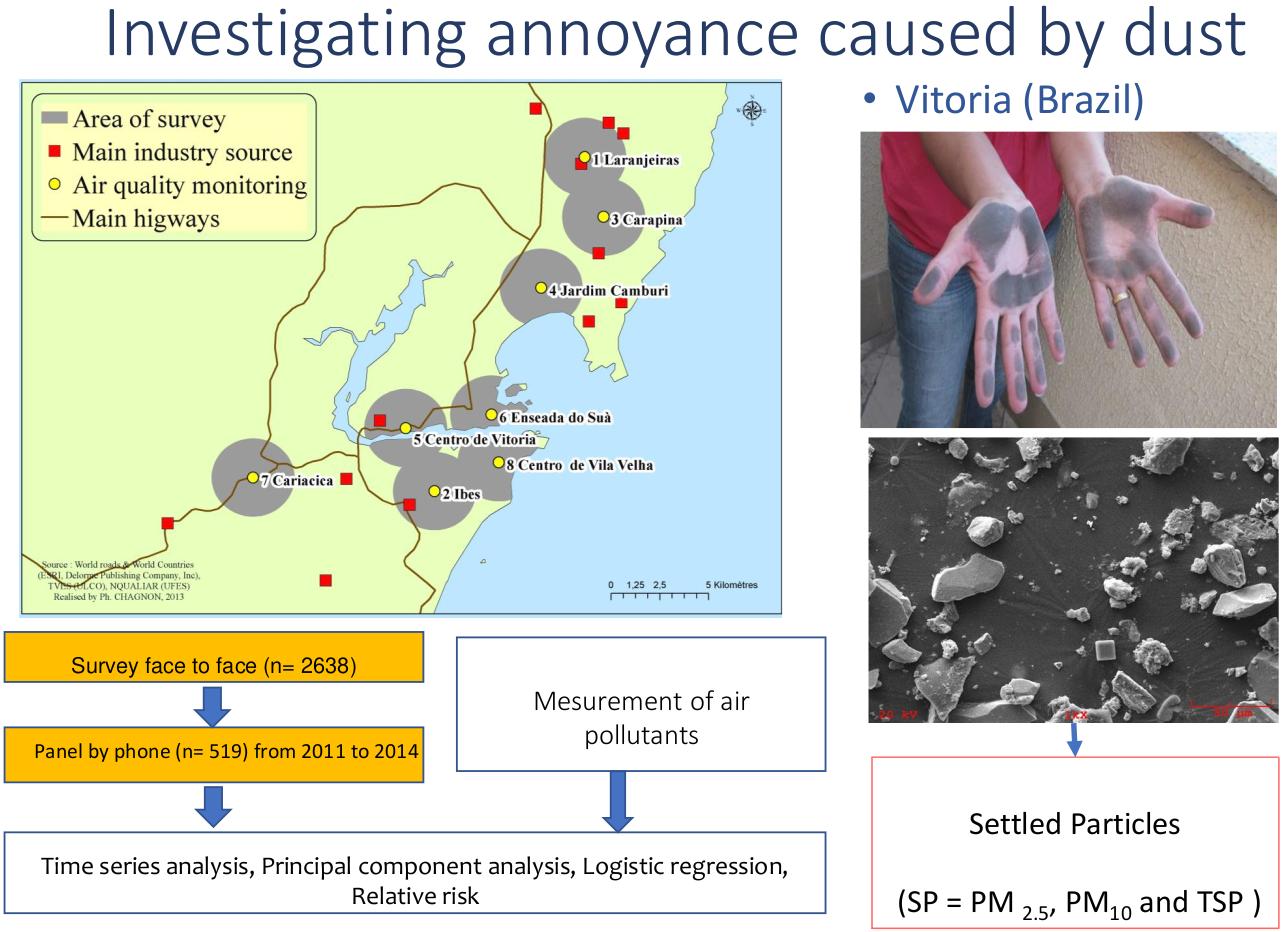 Investigating annoyance caused by dust
Area of survey
Main industry source
Air quality monitoring
Main higways
N
W
E
S
1 Laranjeiras
3 Carapina
4 Jardim Camburi
6 Enseada do Suà
5 Centro de Vitoria
8 Centro de Vila Velha
7 Cariacica
2 Ibes
Source : World roads & World Countries
(ESRI, Delorme Publishing Company, Inc),
TVES (ULCO), NQUALIAR (UFES)
Realised by Ph. CHAGNON, 2013
0 1,25 2,5 5 Kilomètres
• Vitoria (Brazil)
20 kV
µm
Survey face to face (n= 2638)
Panel by phone (n= 519) from 2011 to 2014
Mesurement of air
pollutants
Time series analysis, Principal component analysis, Logistic regression,
Relative risk
Settled Particles
(SP = PM 2.5, PM10 and TSP )